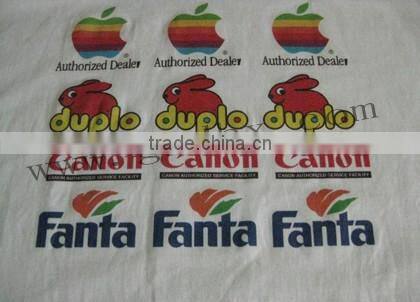 Authorized Dealer Authorized Dealer Authorized Dealer
duplo duplo duplo
trade.china.cn
Canon Canon Canon
CANON AUTHORIZED SERVICE FACILITY CANON AUTHORIZED SERVICE FACILITY CANON AUTHORIZED SERVICE FACILITY
Fanta Fanta Fanta